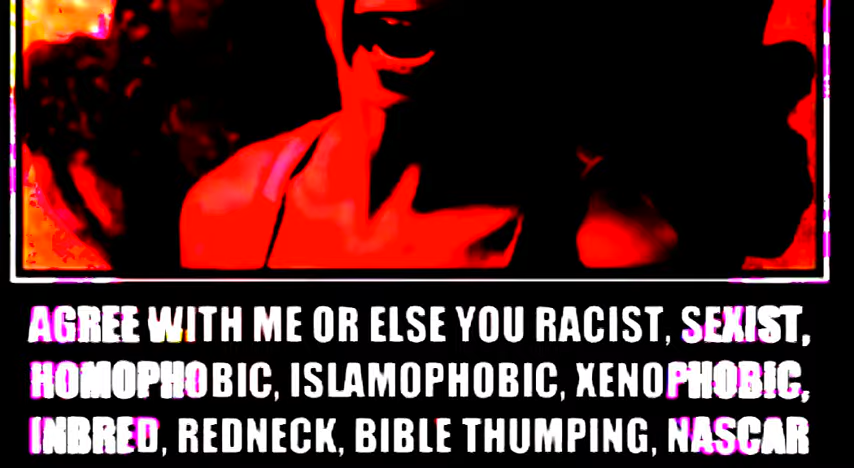 AGREE WITH ME OR ELSE YOU RACIST, SEXIST,
HOMOPHOBIC, ISLAMOPHOBIC, XENOPHOBIC,
INBRED, REDNECK, BIBLE THUMPING, NASCAR